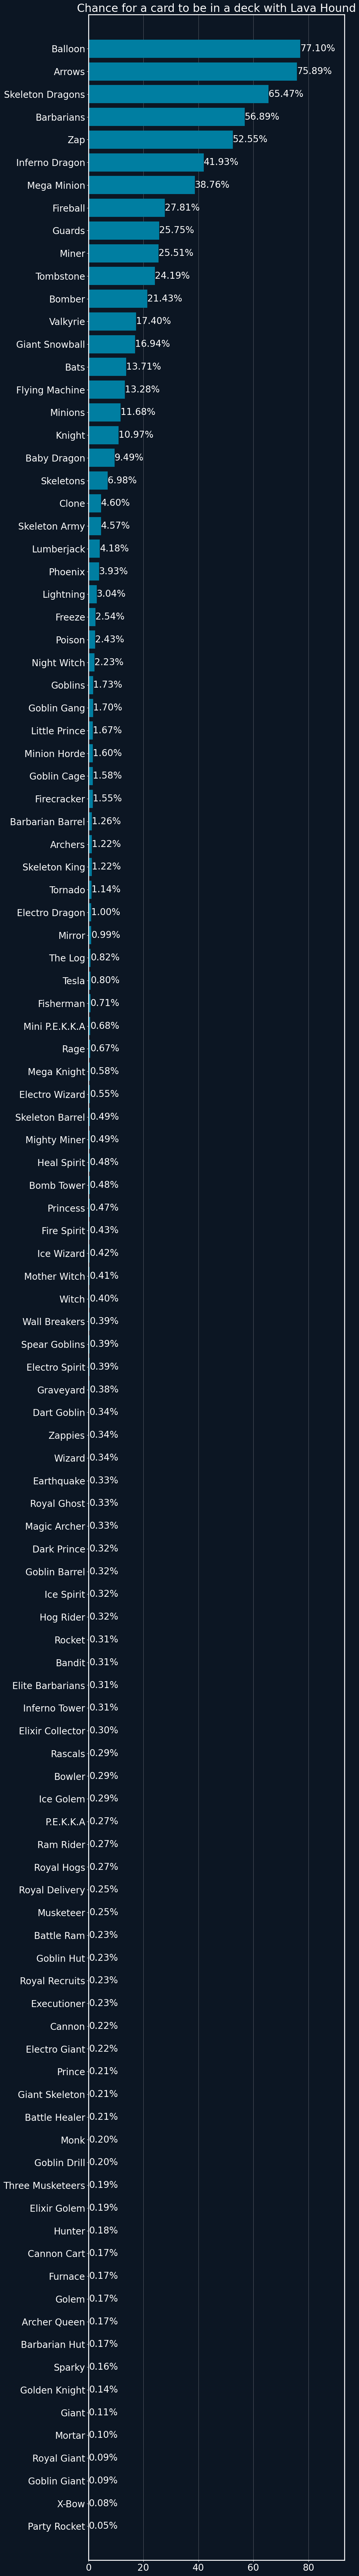 Chance for a card to be in a deck with Lava Hound
Balloon 77.10%
Arrows 75.89%
Skeleton Dragons 65.47%
Barbarians 56.89%
Zap 52.55%
Inferno Dragon 41.93%
Mega Minion 38.76%
Fireball 27.81%
Guards 25.75%
Miner 25.51%
Tombstone 24.19%
Bomber 21.43%
Valkyrie 17.40%
Giant Snowball 16.94%
Bats 13.71%
Flying Machine 13.28%
Minions 11.68%
Knight 10.97%
Baby Dragon 9.49%
Skeletons 6.98%
Clone 4.60%
Skeleton Army 4.57%
Lumberjack 4.18%
Phoenix 3.93%
Lightning 3.04%
Freeze 2.54%
Poison 2.43%
Night Witch 2.23%
Goblins 1.73%
Goblin Gang 1.70%
Little Prince 1.67%
Minion Horde 1.60%
Goblin Cage 1.58%
Firecracker 1.55%
Barbarian Barrel 1.26%
Archers 1.22%
Skeleton King 1.22%
Tornado 1.14%
Electro Dragon 1.00%
Mirror 0.99%
The Log 0.82%
Tesla 0.80%
Fisherman 0.71%
Mini P.E.K.K.A 0.68%
Rage 0.67%
Mega Knight 0.58%
Electro Wizard 0.55%
Skeleton Barrel 0.49%
Mighty Miner 0.49%
Heal Spirit 0.48%
Bomb Tower 0.48%
Princess 0.47%
Fire Spirit 0.43%
Ice Wizard 0.42%
Mother Witch 0.41%
Witch 0.40%
Wall Breakers 0.39%
Spear Goblins 0.39%
Electro Spirit 0.39%
Graveyard 0.38%
Dart Goblin 0.34%
Zappies 0.34%
Wizard 0.34%
Earthquake 0.33%
Royal Ghost 0.33%
Magic Archer 0.33%
Dark Prince 0.32%
Goblin Barrel 0.32%
Ice Spirit 0.32%
Hog Rider 0.32%
Rocket 0.31%
Bandit 0.31%
Elite Barbarians 0.31%
Inferno Tower 0.31%
Elixir Collector 0.30%
Rascals 0.29%
Bowler 0.29%
Ice Golem 0.29%
P.E.K.K.A 0.27%
Ram Rider 0.27%
Royal Hogs 0.27%
Royal Delivery 0.25%
Musketeer 0.25%
Battle Ram 0.23%
Goblin Hut 0.23%
Royal Recruits 0.23%
Executioner 0.23%
Cannon 0.22%
Electro Giant 0.22%
Prince 0.21%
Giant Skeleton 0.21%
Battle Healer 0.21%
Monk 0.20%
Goblin Drill 0.20%
Three Musketeers 0.19%
Elixir Golem 0.19%
Hunter 0.18%
Cannon Cart 0.17%
Furnace 0.17%
Golem 0.17%
Archer Queen 0.17%
Barbarian Hut 0.17%
Sparky 0.16%
Golden Knight 0.14%
Giant 0.11%
Mortar 0.10%
Royal Giant 0.09%
Goblin Giant 0.09%
X-Bow 0.08%
Party Rocket 0.05%
0 20 40 60 80